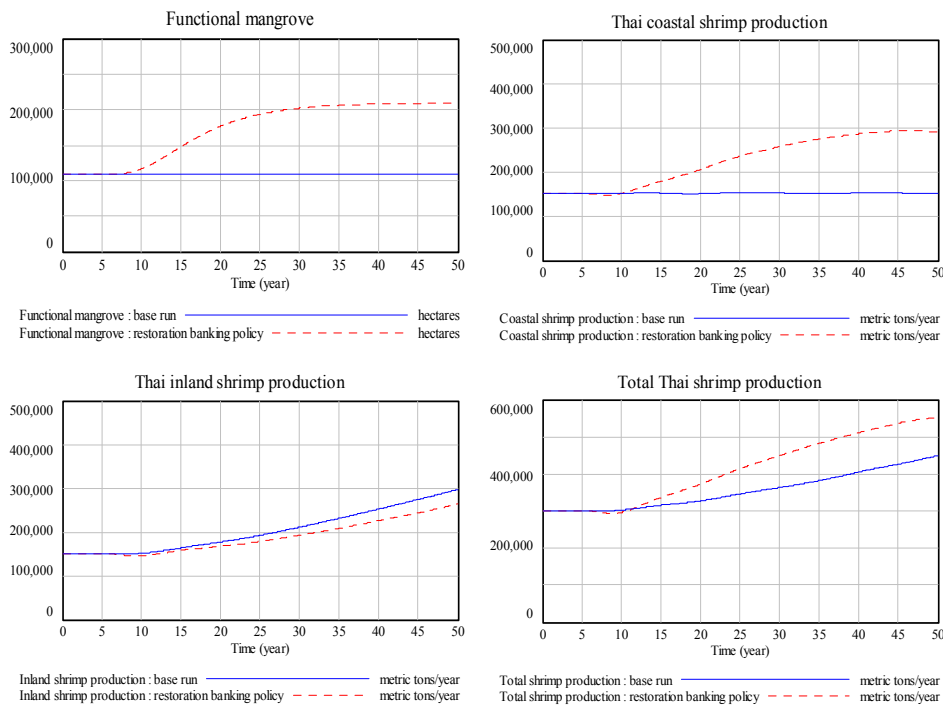 Functional mangrove
300,000
200,000
100,000
0
0 5 10 15 20 25 30 35 40 45 50
Time (year)
Functional mangrove : base run hectares
Functional mangrove : restoration banking policy hectares
Thai coastal shrimp production
500,000
400,000
300,000
200,000
100,000
0
0 5 10 15 20 25 30 35 40 45 50
Time (year)
Coastal shrimp production : base run metric tons/year
Coastal shrimp production : restoration banking policy metric tons/year
Thai inland shrimp production
500,000
400,000
300,000
200,000
100,000
0
0 5 10 15 20 25 30 35 40 45 50
Time (year)
Inland shrimp production : base run metric tons/year
Inland shrimp production : restoration banking policy metric tons/year
Total Thai shrimp production
600,000
400,000
200,000
0
0 5 10 15 20 25 30 35 40 45 50
Time (year)
Total shrimp production : base run metric tons/year
Total shrimp production : restoration banking policy metric tons/year